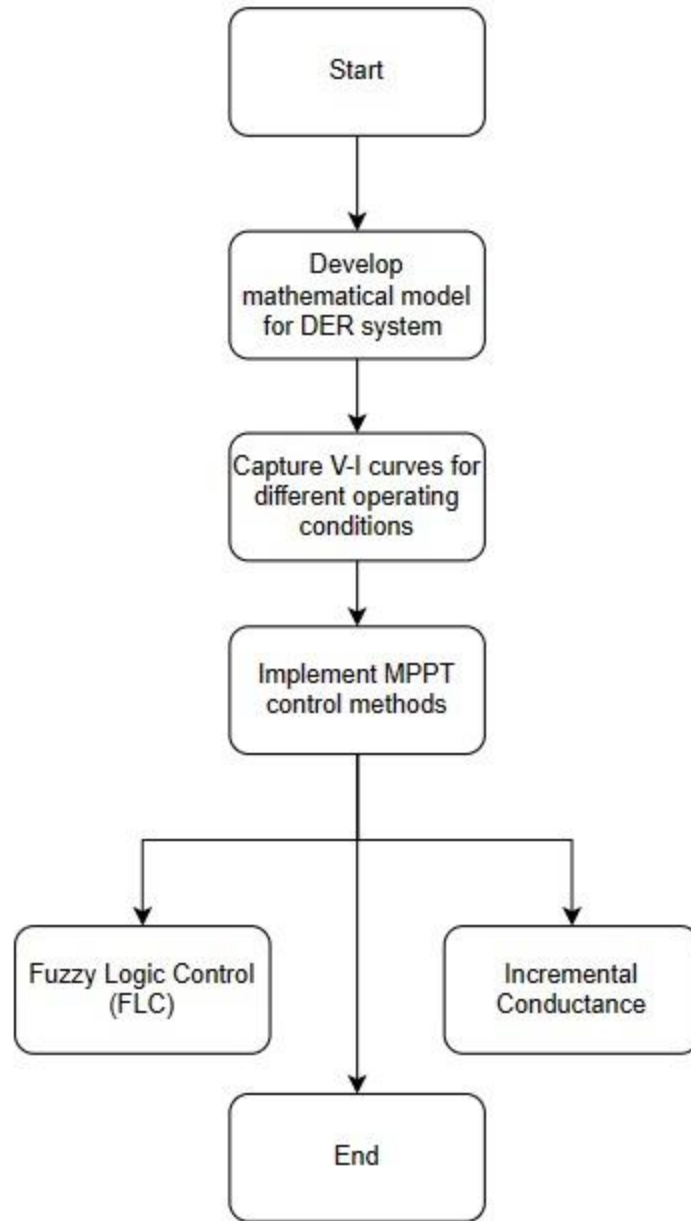 Start
Develop
mathematical model
for DER system
Capture V-I curves for
different operating
conditions
Implement MPPT
control methods
Fuzzy Logic Control
(FLC)
Incremental
Conductance
End